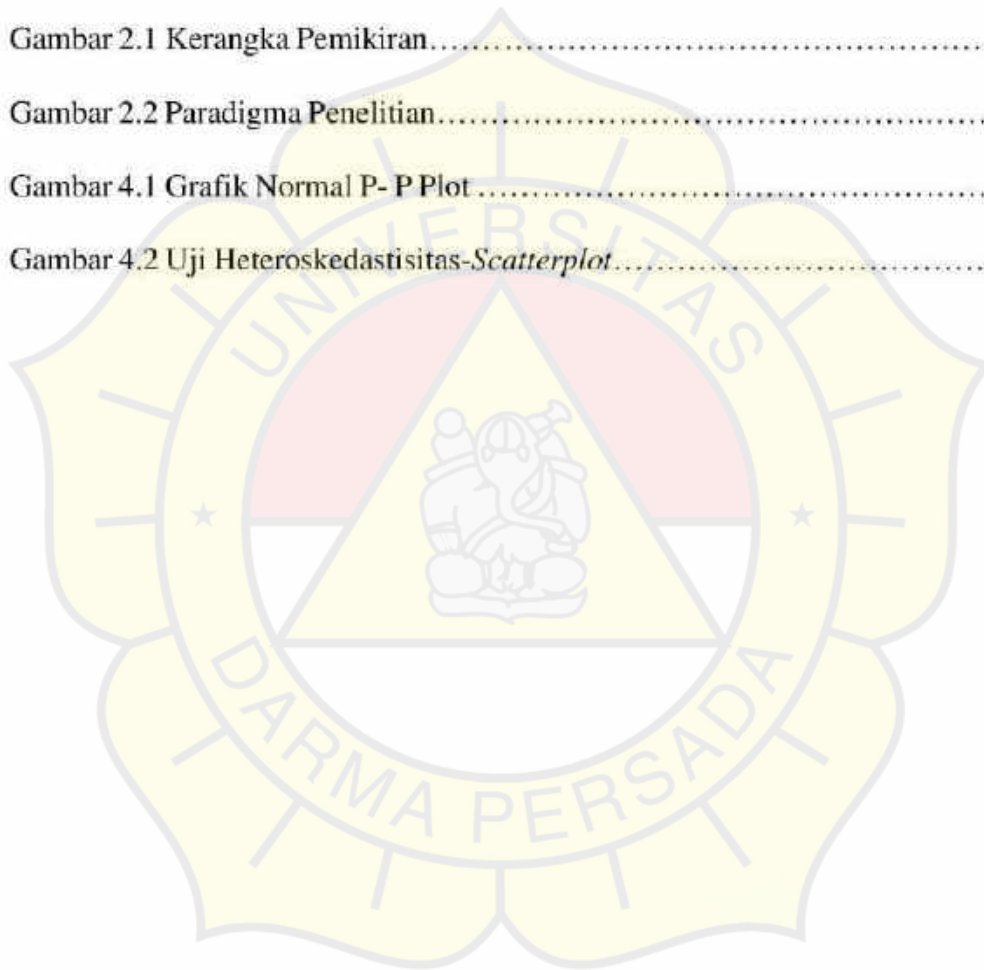 Gambar 2.1 Kerangka Pemikiran........................................................
Gambar 2.2 Paradigma Penelitian.......................................................
Gambar 4.1 Grafik Normal P- P Plot ...................................................
Gambar 4.2 Uji Heteroskedastisitas-Scatterplot....................................
UNIVERSITAS
DARMA PERSADA